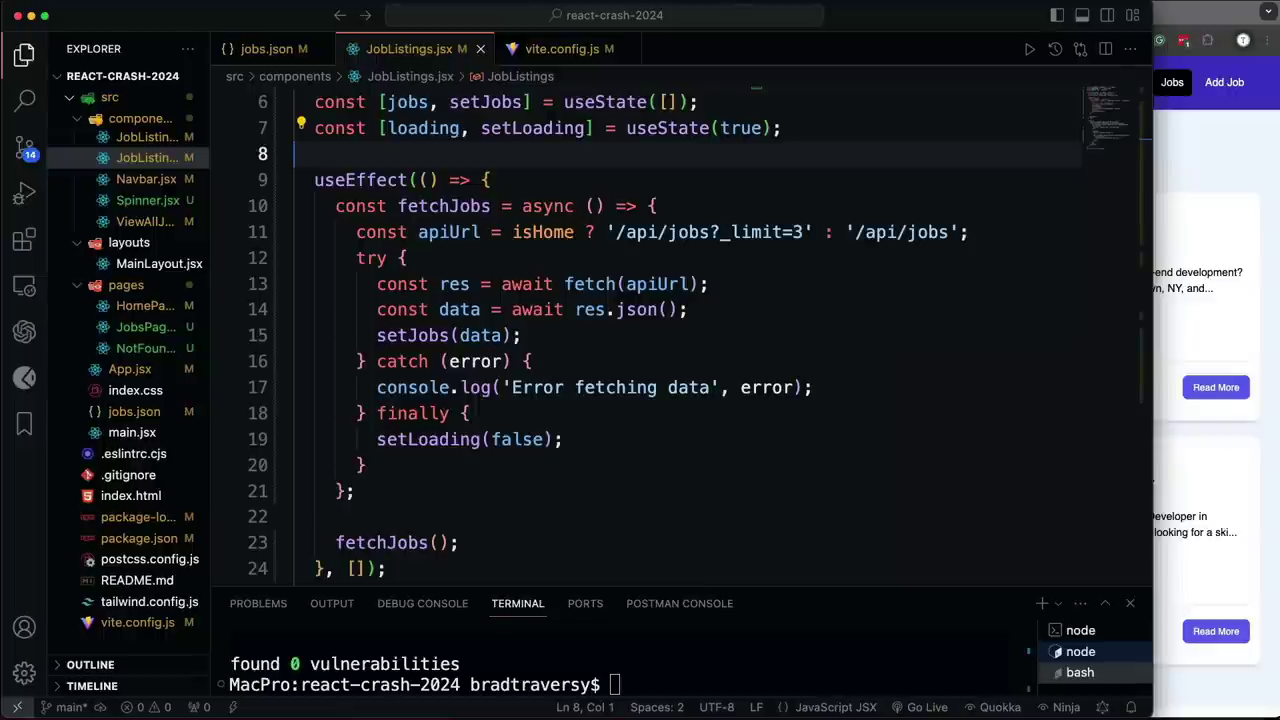 react-crash-2024
EXPLORER
jobs.json M
JobListings.jsx M
vite.config.js M
REACT-CRASH-2024
src > components > JobListings.jsx > JobListings
src
compone...
JobListin... M
JobListin... M
Navbar.jsx M
Spinner.jsx U
ViewAllJ... M
layouts
MainLayout.jsx
pages
HomePa... M
JobsPag... U
NotFoun... U
App.jsx M
index.css
jobs.json M
main.jsx
.eslintrc.cjs
.gitignore
index.html
package-lo... M
package.json M
postcss.config.js
README.md
tailwind.config.js
vite.config.js M
OUTLINE
TIMELINE
14
6 const [jobs, setJobs] = useState([]);
7 const [loading, setLoading] = useState(true);
8
9 useEffect(() => {
10 const fetchJobs = async () => {
11 const apiUrl = isHome ? '/api/jobs?_limit=3' : '/api/jobs';
12 try {
13 const res = await fetch(apiUrl);
14 const data = await res.json();
15 setJobs(data);
16 } catch (error) {
17 console.log('Error fetching data', error);
18 } finally {
19 setLoading(false);
20 }
21 };
22
23 fetchJobs();
24 }, []);
PROBLEMS OUTPUT DEBUG CONSOLE TERMINAL PORTS POSTMAN CONSOLE
found 0 vulnerabilities
MacPro:react-crash-2024 bradtraversy$
node
node
bash
main* 0 0 0 Ln 8, Col 1 Spaces: 2 UTF-8 LF {} JavaScript JSX Go Live Quokka Ninja
T
Jobs Add Job
-end development?
wn, NY, and...
Read More
Developer in
looking for a ski...
Read More